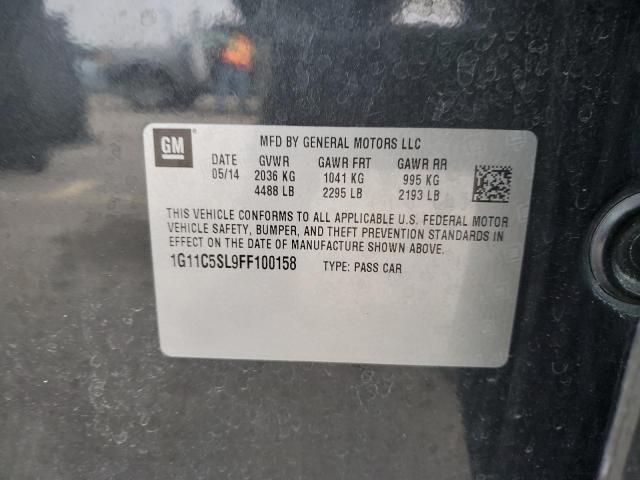 GM
MFD BY GENERAL MOTORS LLC
DATE GVWR GAWR FRT GAWR RR
05/14 2036 KG 1041 KG 995 KG
4488 LB 2295 LB 2193 LB
THIS VEHICLE CONFORMS TO ALL APPLICABLE U.S. FEDERAL MOTOR
VEHICLE SAFETY, BUMPER, AND THEFT PREVENTION STANDARDS IN
EFFECT ON THE DATE OF MANUFACTURE SHOWN ABOVE.
1G11C5SL9FF100158 TYPE: PASS CAR